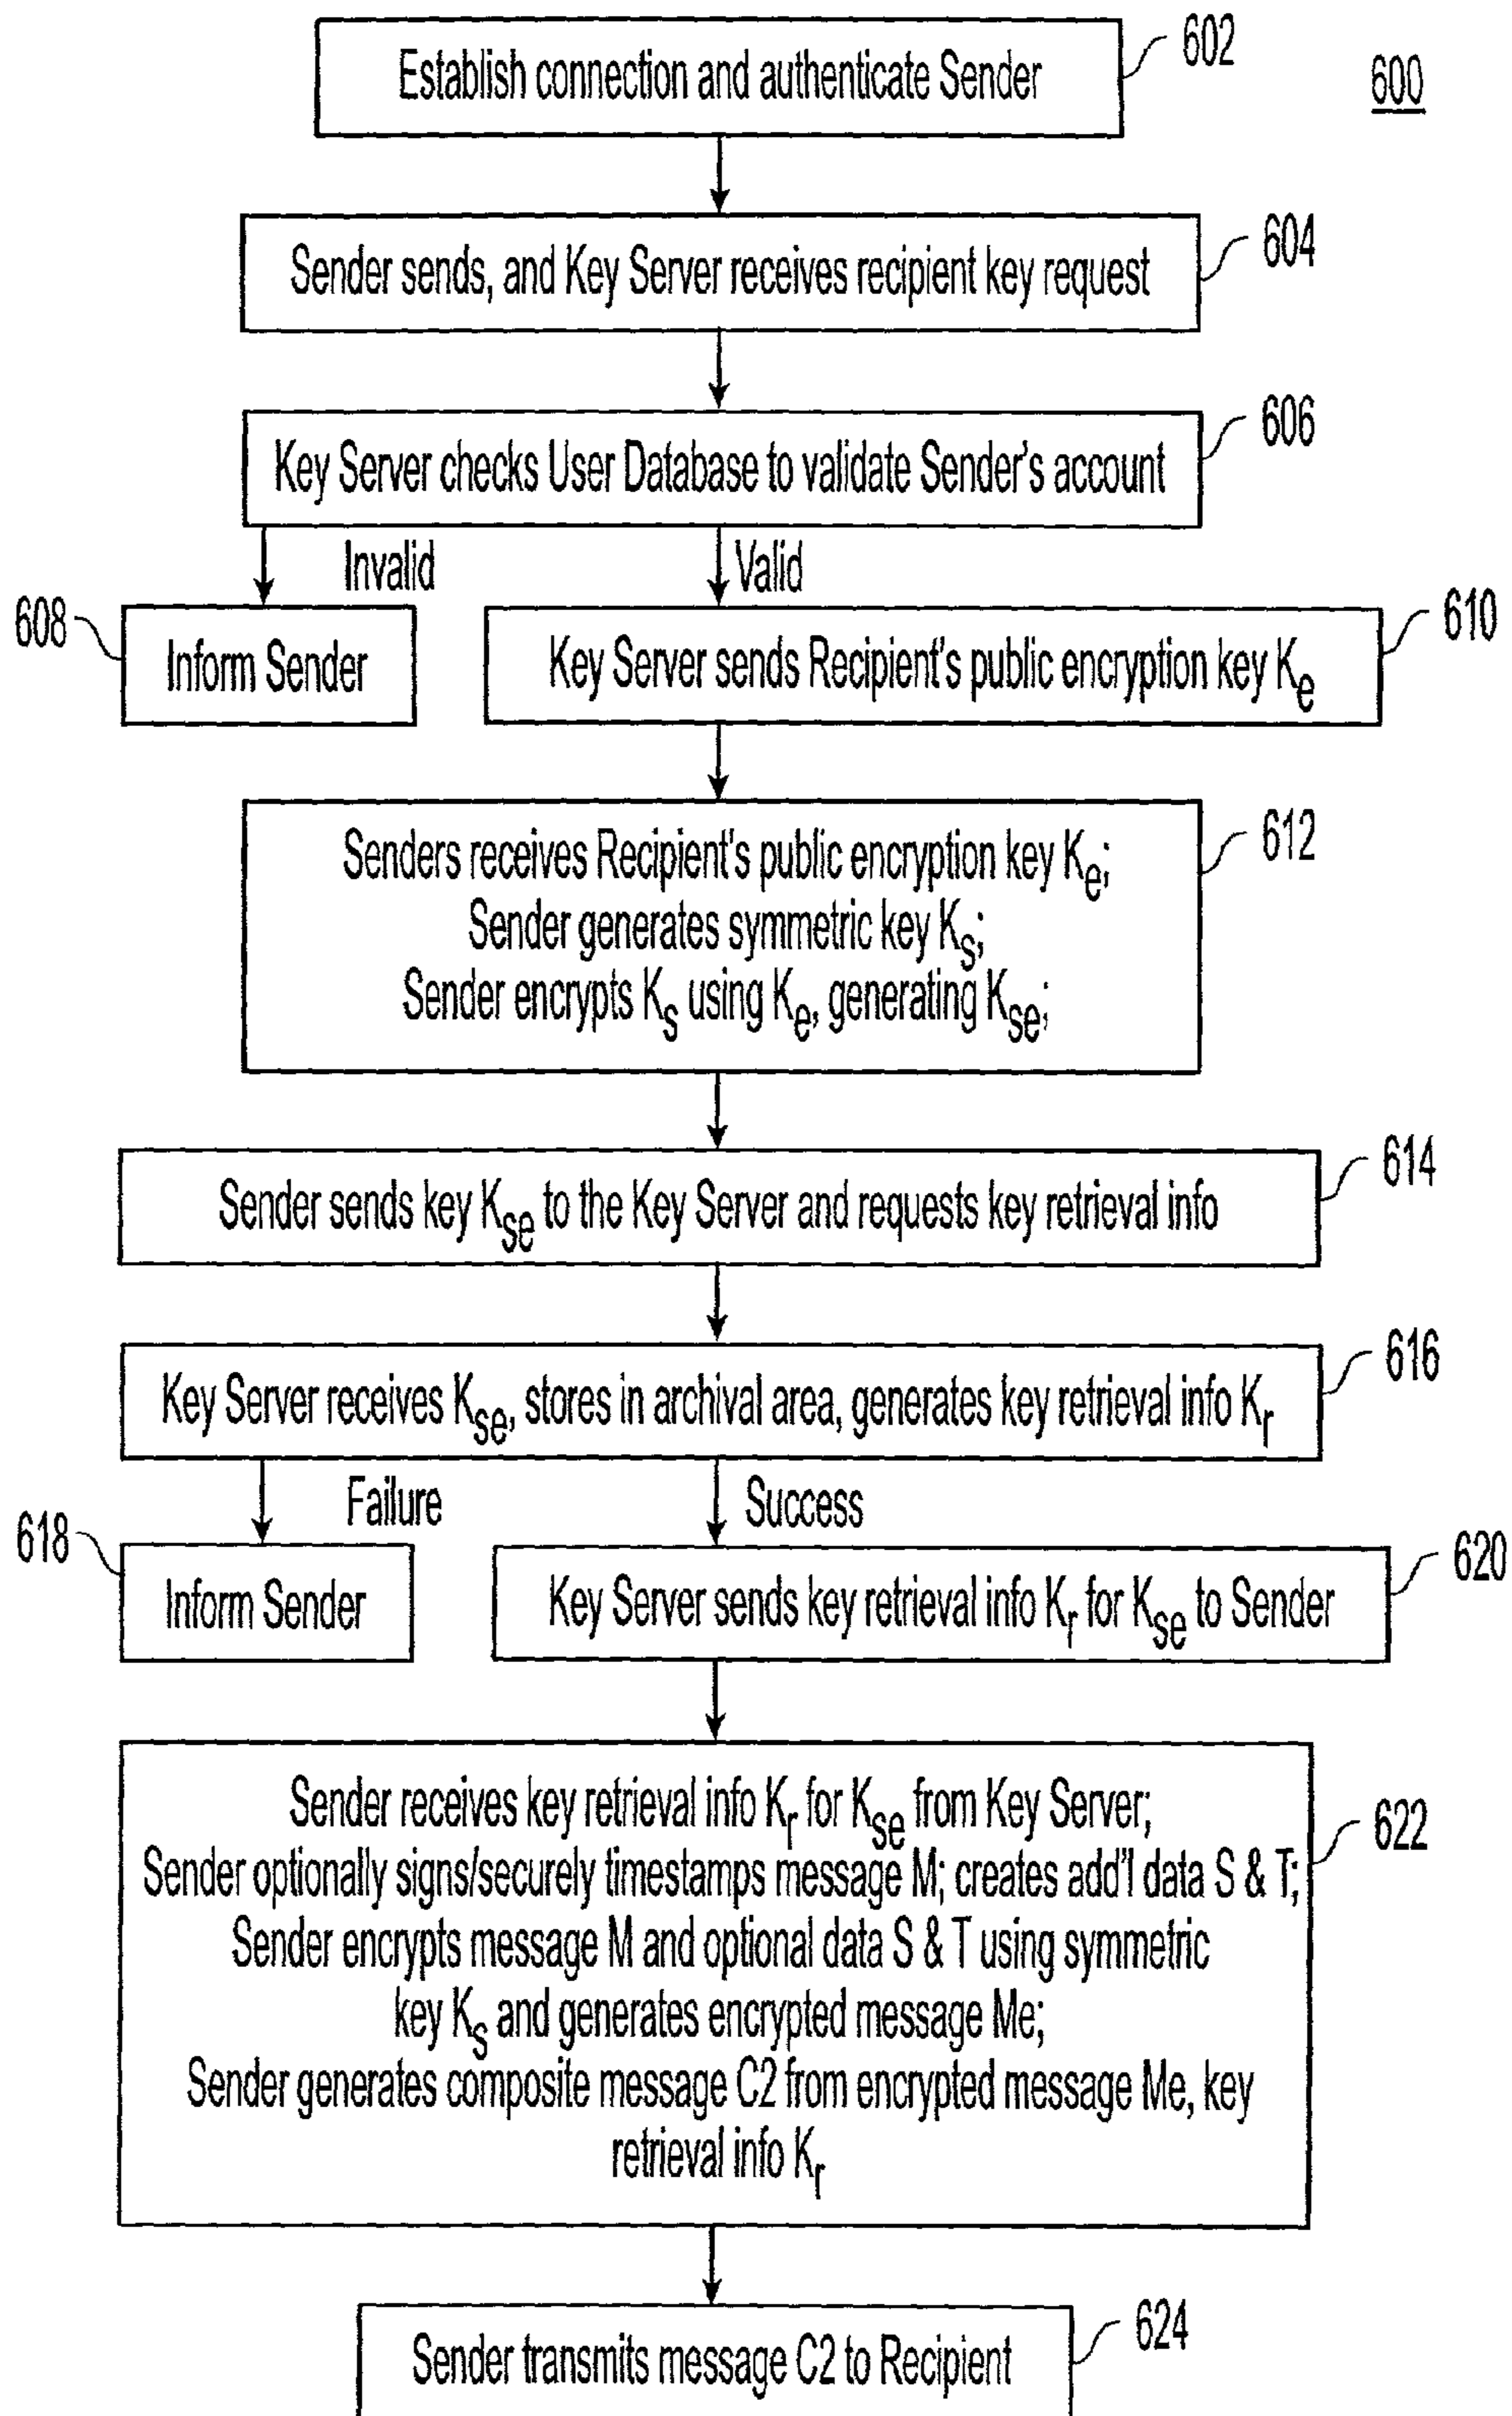 Establish connection and authenticate Sender
602
600
Sender sends, and Key Server receives recipient key request
604
Key Server checks User Database to validate Sender's account
606
Invalid
Valid
608
Inform Sender
Key Server sends Recipient's public encryption key Ke
610
Senders receives Recipient's public encryption key Ke;
Sender generates symmetric key Ks;
Sender encrypts Ks using Ke, generating Kse;
612
Sender sends key Kse to the Key Server and requests key retrieval info
614
Key Server receives Kse, stores in archival area, generates key retrieval info Kr
616
Failure
Success
618
Inform Sender
Key Server sends key retrieval info Kr for Kse to Sender
620
Sender receives key retrieval info Kr for Kse from Key Server;
Sender optionally signs/securely timestamps message M; creates add'l data S & T;
Sender encrypts message M and optional data S & T using symmetric
key Ks and generates encrypted message Me;
Sender generates composite message C2 from encrypted message Me, key
retrieval info Kr
622
Sender transmits message C2 to Recipient
624